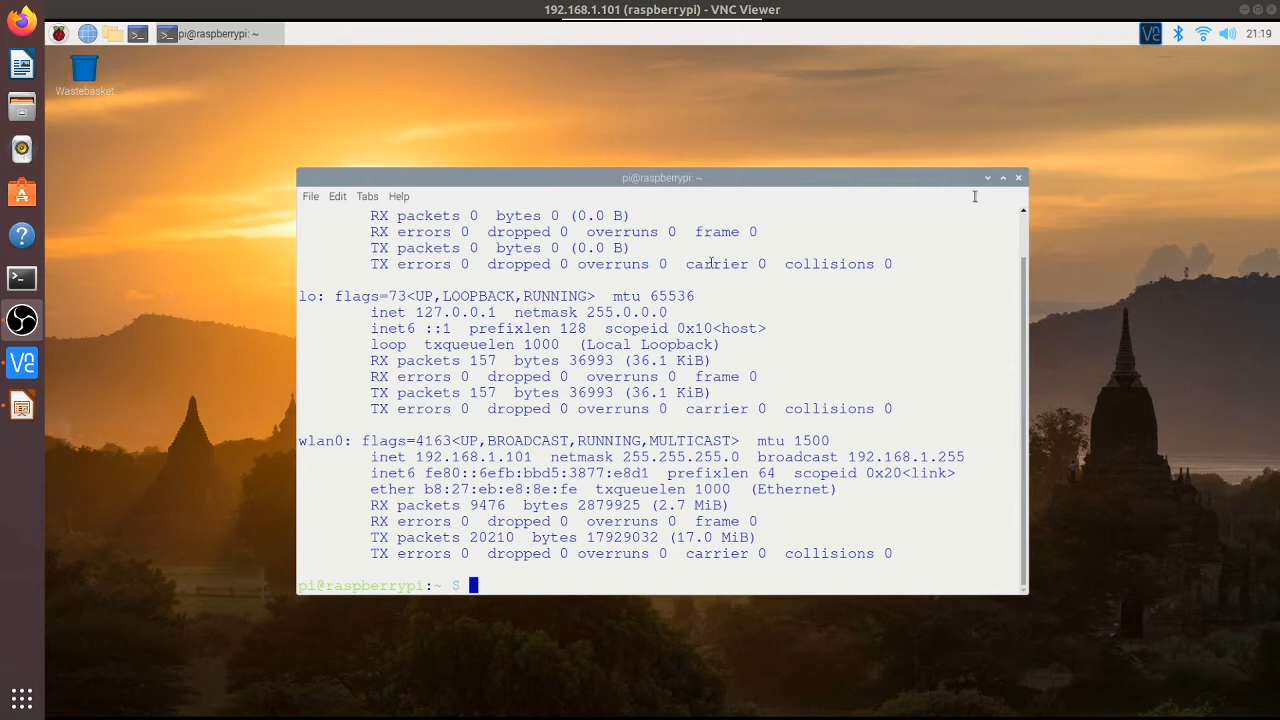 192.168.1.101 (raspberrypi) - VNC Viewer
pi@raspberrypi: ~
21:19
Wastebasket
pi@raspberrypi: ~
File Edit Tabs Help
RX packets 0 bytes 0 (0.0 B)
RX errors 0 dropped 0 overruns 0 frame 0
TX packets 0 bytes 0 (0.0 B)
TX errors 0 dropped 0 overruns 0 carrier 0 collisions 0
lo: flags=73<UP,LOOPBACK,RUNNING> mtu 65536
inet 127.0.0.1 netmask 255.0.0.0
inet6 ::1 prefixlen 128 scopeid 0x10<host>
loop txqueuelen 1000 (Local Loopback)
RX packets 157 bytes 36993 (36.1 KiB)
RX errors 0 dropped 0 overruns 0 frame 0
TX packets 157 bytes 36993 (36.1 KiB)
TX errors 0 dropped 0 overruns 0 carrier 0 collisions 0
wlan0: flags=4163<UP,BROADCAST,RUNNING,MULTICAST> mtu 1500
inet 192.168.1.101 netmask 255.255.255.0 broadcast 192.168.1.255
inet6 fe80::6efb:bbd5:3877:e8d1 prefixlen 64 scopeid 0x20<link>
ether b8:27:eb:e8:8e:fe txqueuelen 1000 (Ethernet)
RX packets 9476 bytes 2879925 (2.7 MiB)
RX errors 0 dropped 0 overruns 0 frame 0
TX packets 20210 bytes 17929032 (17.0 MiB)
TX errors 0 dropped 0 overruns 0 carrier 0 collisions 0
pi@raspberrypi:~ $